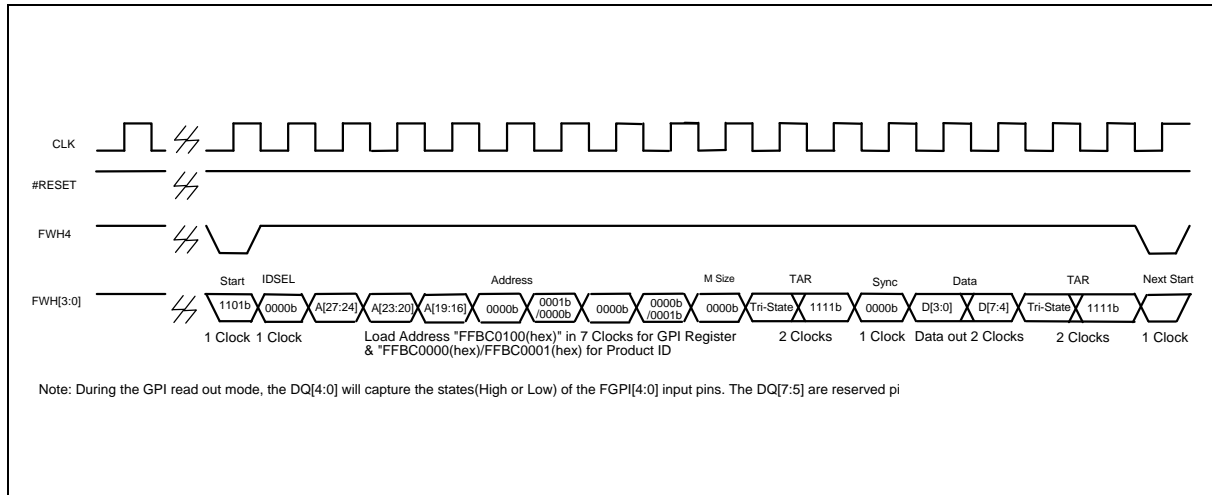 CLK
#RESET
FWH4
Start IDSEL Address M Size TAR Sync Data TAR Next Start
FWH[3:0] 1101b 0000b A[27:24] A[23:20] A[19:16] 0000b 0001b /0000b 0000b 0000b /0001b 0000b Tri-State 1111b 0000b D[3:0] D[7:4] Tri-State 1111b
1 Clock 1 Clock Load Address "FFBC0100(hex)" in 7 Clocks for GPI Register 2 Clocks 1 Clock Data out 2 Clocks 2 Clocks 1 Clock
& "FFBC0000(hex)/FFBC0001(hex) for Product ID
Note: During the GPI read out mode, the DQ[4:0] will capture the states(High or Low) of the FGPI[4:0] input pins. The DQ[7:5] are reserved pi